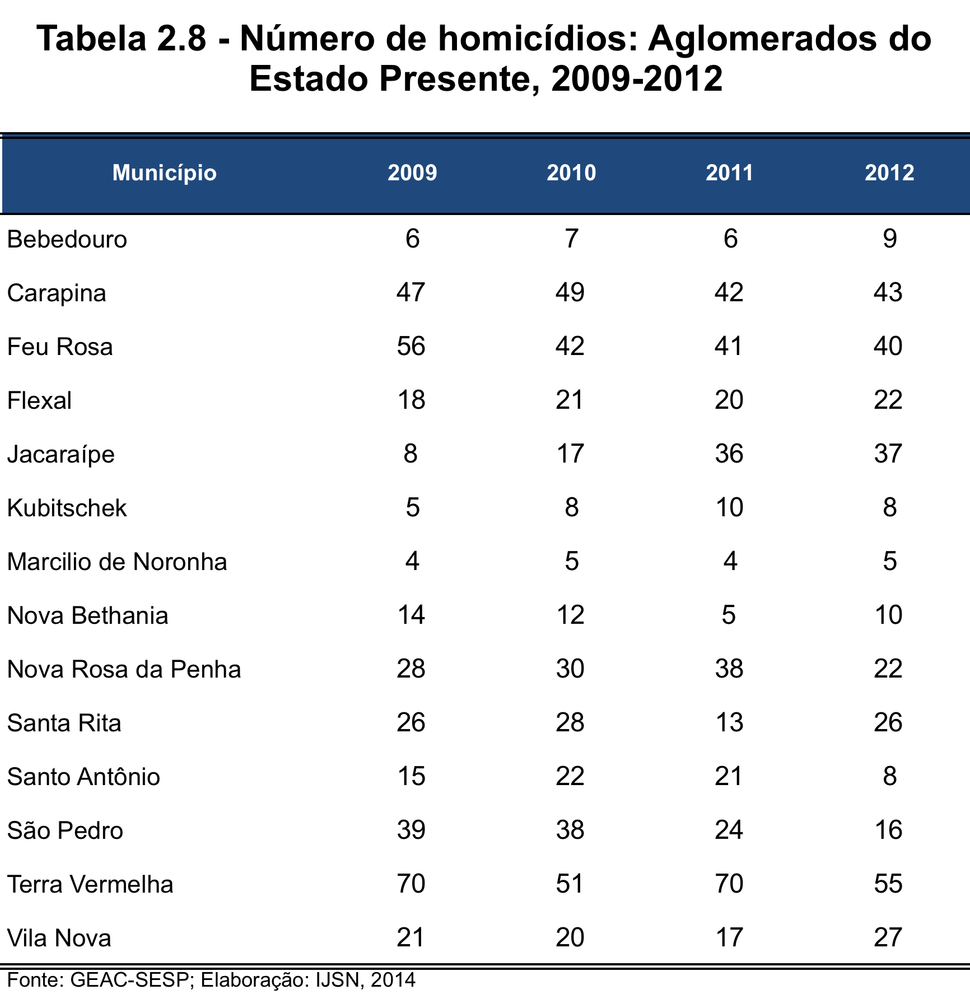 Tabela 2.8 - Número de homicídios: Aglomerados do
Estado Presente, 2009-2012
Município 2009 2010 2011 2012
Bebedouro 6 7 6 9
Carapina 47 49 42 43
Feu Rosa 56 42 41 40
Flexal 18 21 20 22
Jacaraípe 8 17 36 37
Kubitschek 5 8 10 8
Marcilio de Noronha 4 5 4 5
Nova Bethania 14 12 5 10
Nova Rosa da Penha 28 30 38 22
Santa Rita 26 28 13 26
Santo Antônio 15 22 21 8
São Pedro 39 38 24 16
Terra Vermelha 70 51 70 55
Vila Nova 21 20 17 27
Fonte: GEAC-SESP; Elaboração: IJSN, 2014